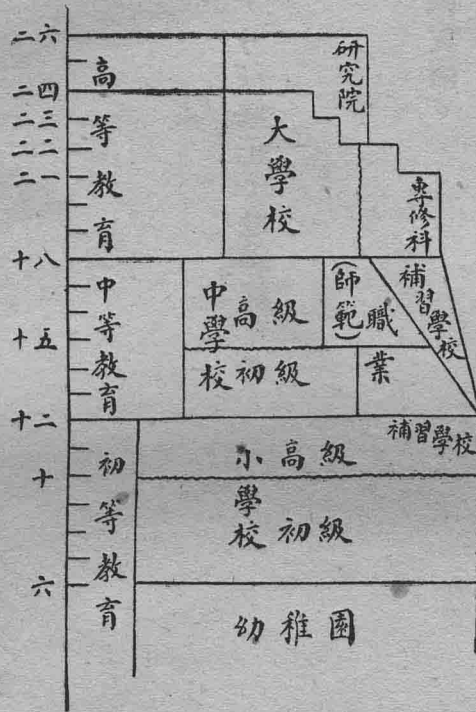 二六
二四
二三
二二
二一
十八
十五
十二
十
六
高等教育
中等教育
初等教育
研究院
大學校
專修科
中學校
高級
初級
(師範)
職業
補習學校
補習學校
小學校
高級
初級
幼稚園